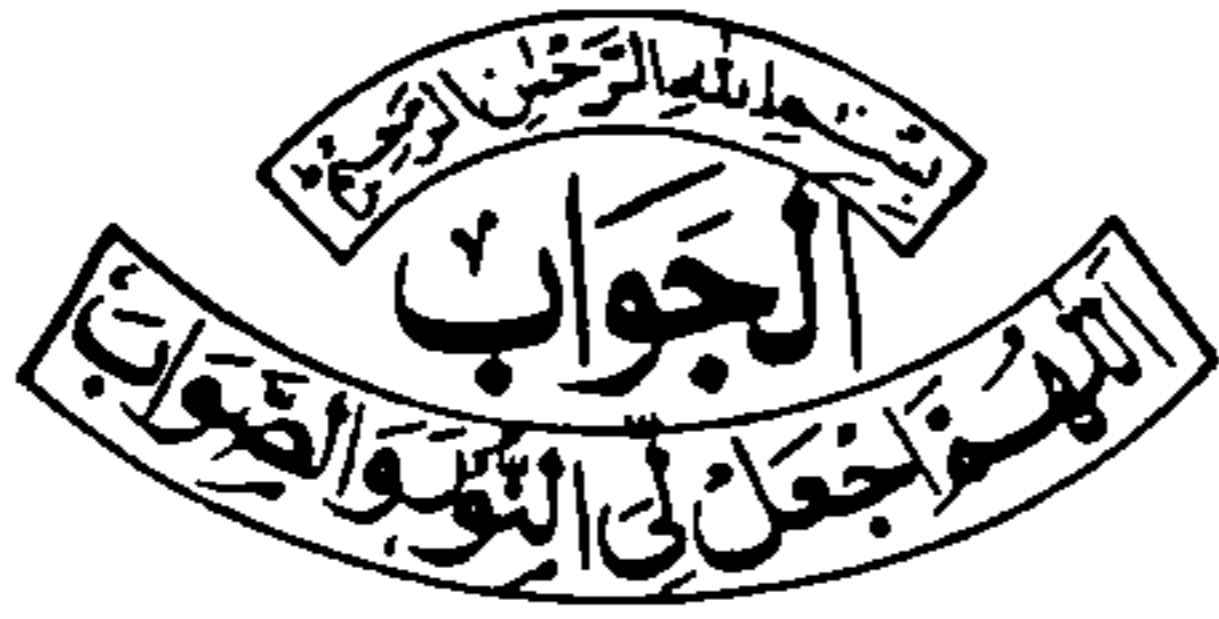 بِسْمِ اللّٰهِ الرَّحْمٰنِ الرَّحِيْمِ
اَلْجَوَابُ
اَللّٰهُمَّ اجْعَلْ لِّیَ النُّوْرَ وَالصَّوَابَ